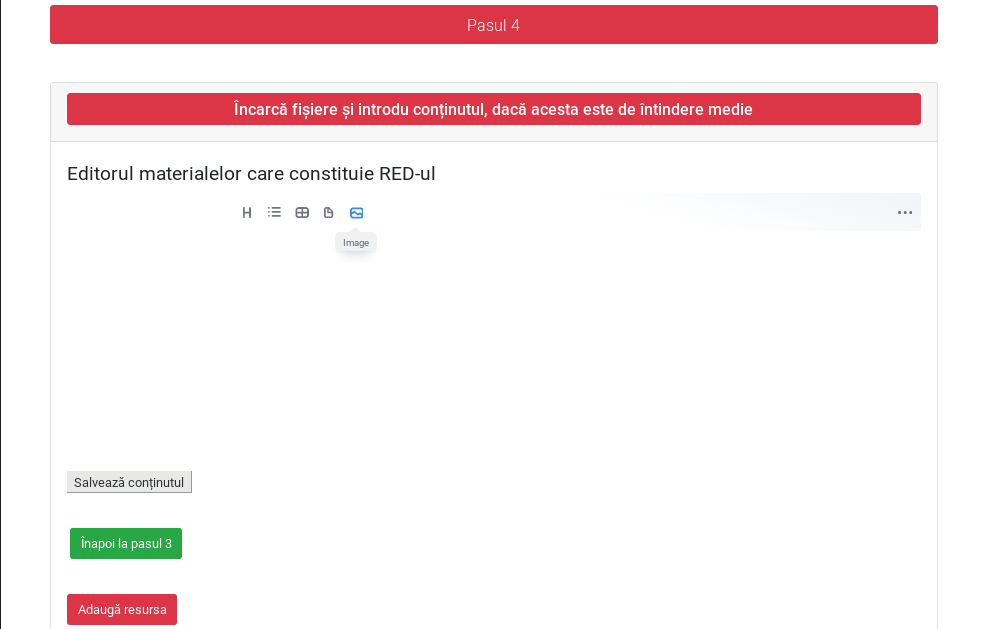 Pasul 4
Încarcă fișiere și introdu conținutul, dacă acesta este de întindere medie
Editorul materialelor care constituie RED-ul
H
Image
Salvează conținutul
Înapoi la pasul 3
Adaugă resursa